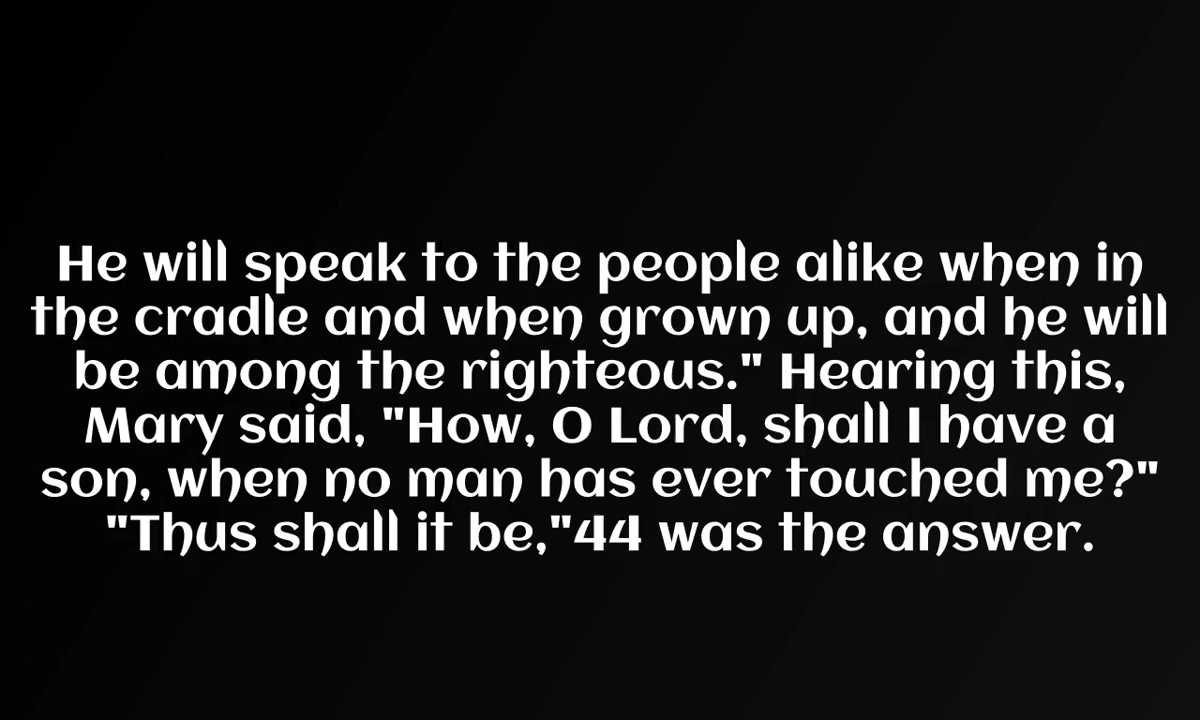 He will speak to the people alike when in
the cradle and when grown up, and he will
be among the righteous." Hearing this,
Mary said, "How, O Lord, shall I have a
son, when no man has ever touched me?"
"Thus shall it be,"44 was the answer.